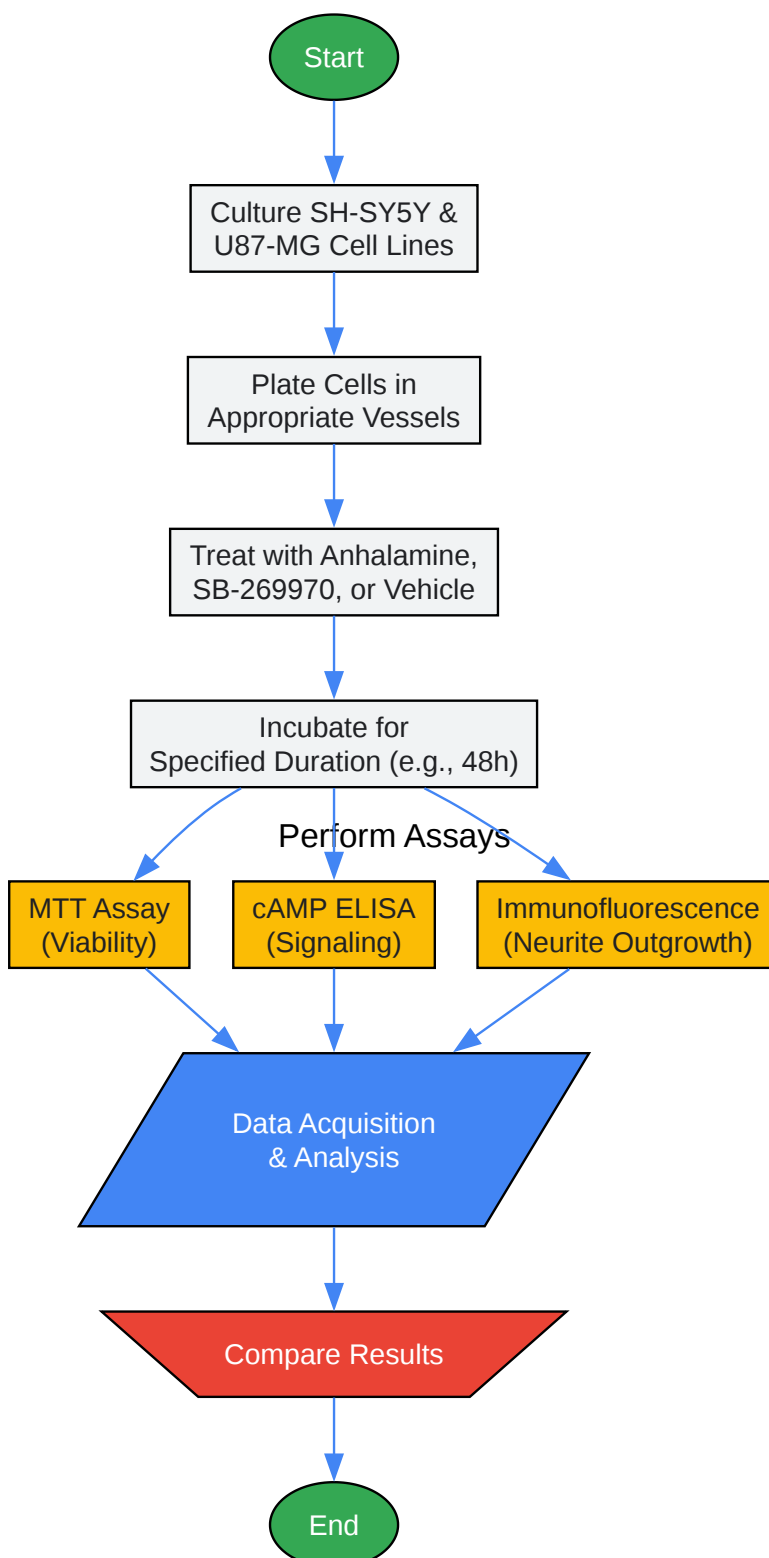 Start
Culture SH-SY5Y &
U87-MG Cell Lines
Plate Cells in
Appropriate Vessels
Treat with Anhalamine,
SB-269970, or Vehicle
Incubate for
Specified Duration (e.g., 48h)
Perform Assays
MTT Assay
(Viability)
cAMP ELISA
(Signaling)
Immunofluorescence
(Neurite Outgrowth)
Data Acquisition
& Analysis
Compare Results
End